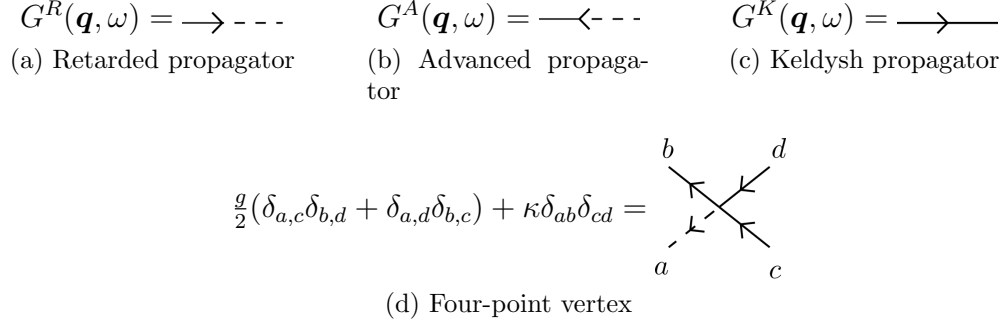 G^R(𝒒, ω) =
G^A(𝒒, ω) =
G^K(𝒒, ω) =
(a) Retarded propagator
(b) Advanced propaga-
tor
(c) Keldysh propagator
b
d
g/2(δ_{a,c}δ_{b,d} + δ_{a,d}δ_{b,c}) + κδ_{ab}δ_{cd} =
a
c
(d) Four-point vertex